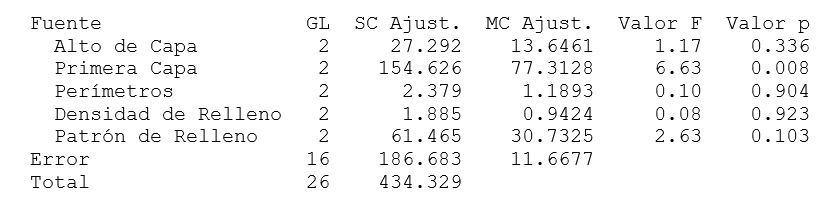 Fuente GL SC Ajust. MC Ajust. Valor F Valor p
Alto de Capa 2 27.292 13.6461 1.17 0.336
Primera Capa 2 154.626 77.3128 6.63 0.008
Perímetros 2 2.379 1.1893 0.10 0.904
Densidad de Relleno 2 1.885 0.9424 0.08 0.923
Patrón de Relleno 2 61.465 30.7325 2.63 0.103
Error 16 186.683 11.6677
Total 26 434.329